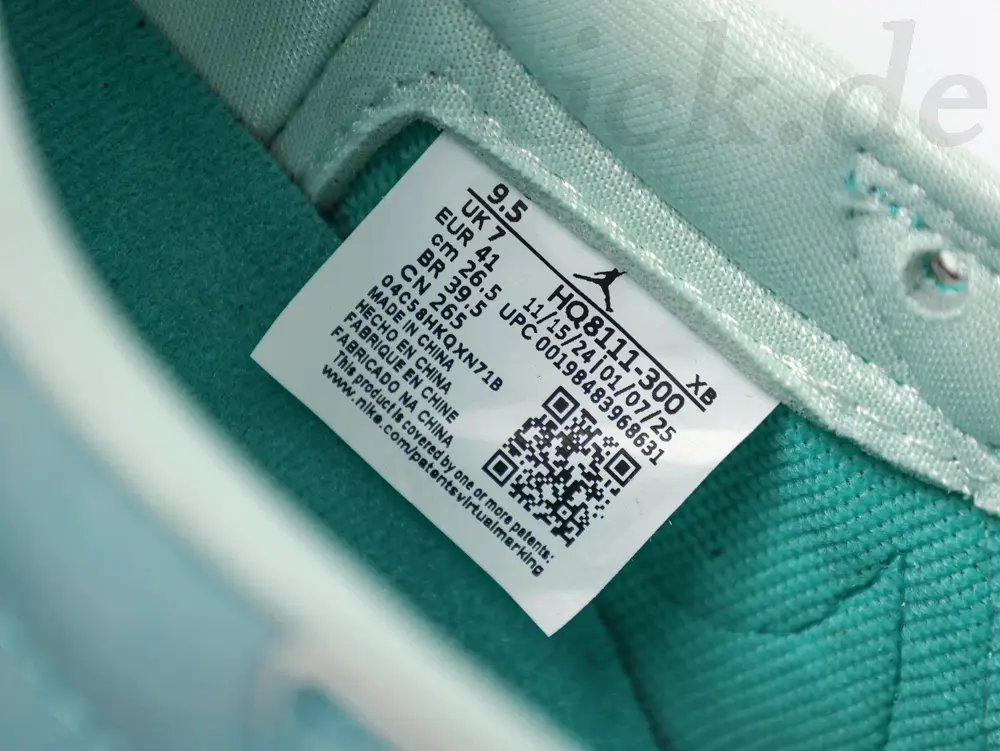 ick.de
9.5
UK 7
EUR 41
cm 26.5
BR 39.5
CN 265
04C58HKQXN71B
MADE IN CHINA
HECHO EN CHINA
FABRIQUE EN CHINE
FABRICADO NA CHINA
This product is covered by one or more patents:
www.nike.com/patentsvirtualmarking
HQ8111-300 XB
11/15/24|01/07/25
UPC 00198483968631